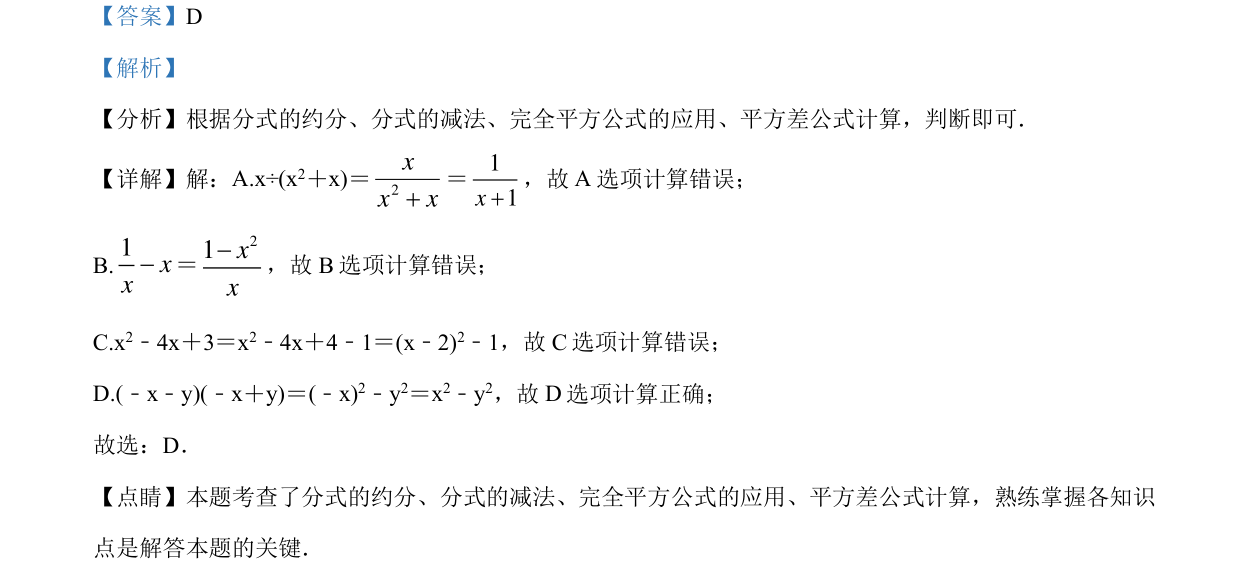 【答案】D
【解析】
【分析】根据分式的约分、分式的减法、完全平方公式的应用、平方差公式计算，判断即可．
【详解】解：A.x÷(x²＋x)＝x/(x²+x)＝1/(x+1)，故 A 选项计算错误；
B.1/x－x＝(1－x²)/x，故 B 选项计算错误；
C.x²﹣4x＋3＝x²﹣4x＋4﹣1＝(x﹣2)²﹣1，故 C 选项计算错误；
D.(﹣x﹣y)(﹣x＋y)＝(﹣x)²﹣y²＝x²﹣y²，故 D 选项计算正确；
故选：D．
【点睛】本题考查了分式的约分、分式的减法、完全平方公式的应用、平方差公式计算，熟练掌握各知识
点是解答本题的关键．